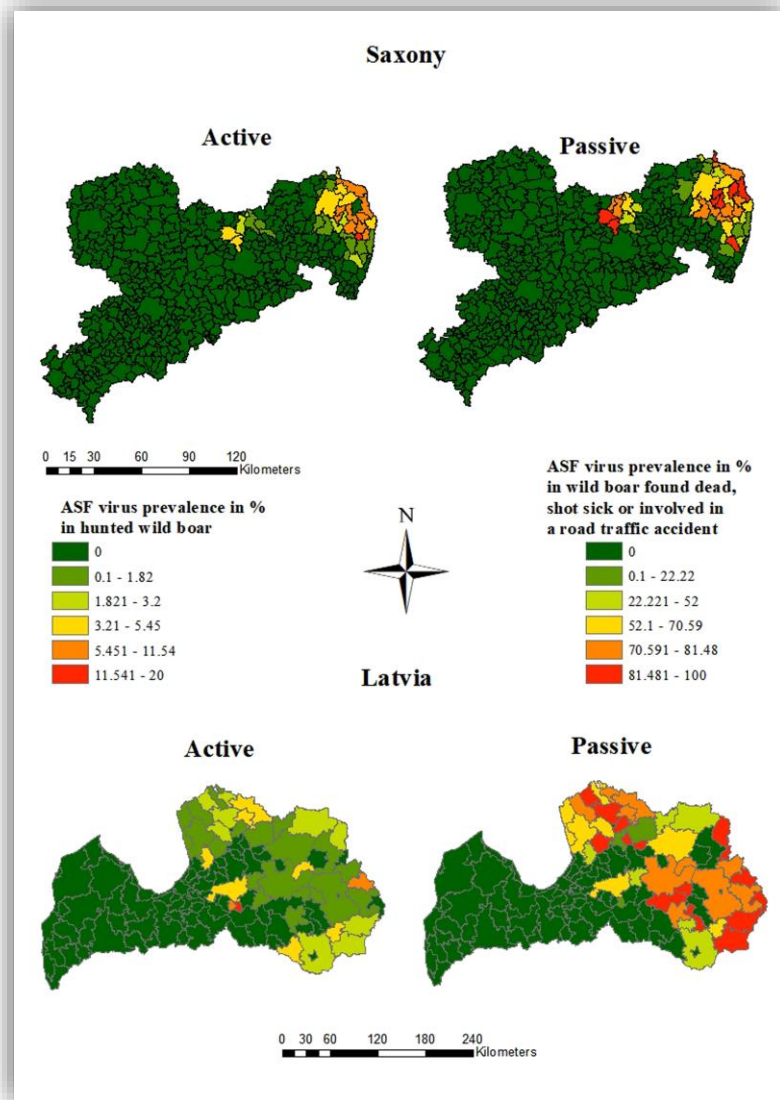 Saxony
Active
Passive
0 15 30 60 90 120
Kilometers
ASF virus prevalence in %
in hunted wild boar
0
0.1 - 1.82
1.821 - 3.2
3.21 - 5.45
5.451 - 11.54
11.541 - 20
N
ASF virus prevalence in %
in wild boar found dead,
shot sick or involved in
a road traffic accident
0
0.1 - 22.22
22.221 - 52
52.1 - 70.59
70.591 - 81.48
81.481 - 100
Latvia
Active
Passive
0 30 60 120 180 240
Kilometers